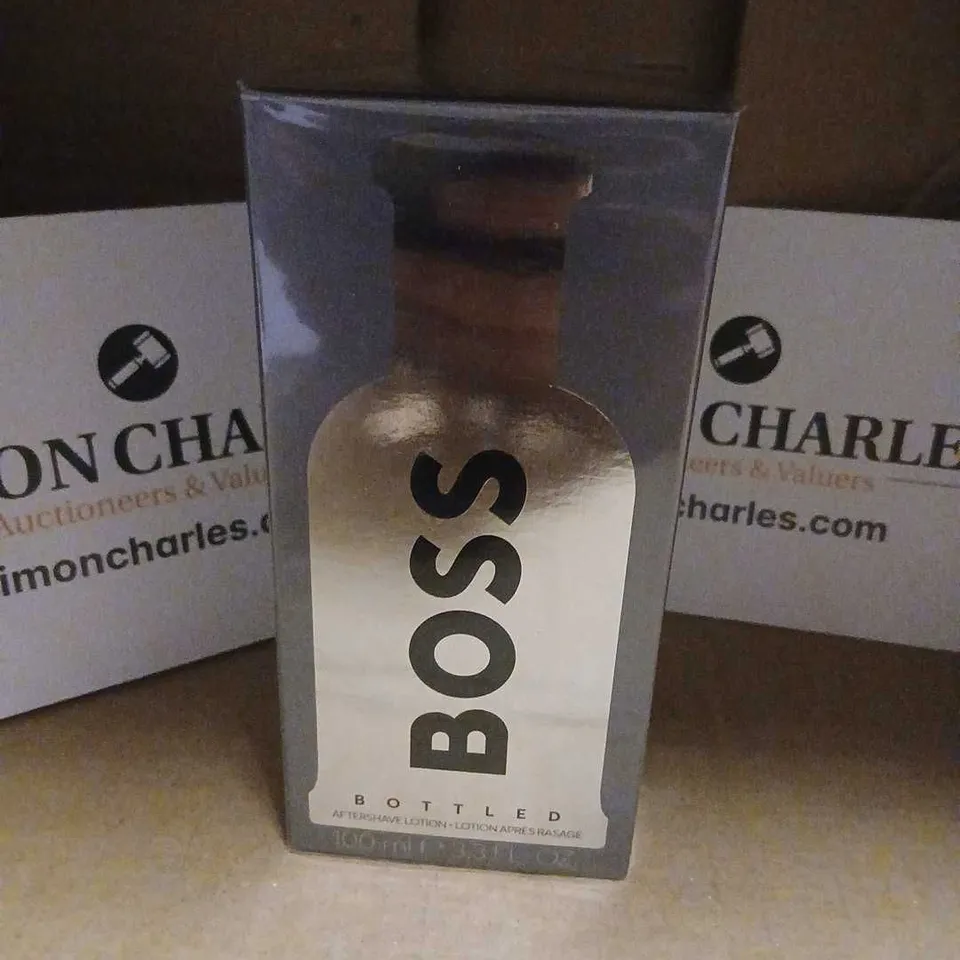 ON CHA
Auctioneers & Valu
imoncharles.c
BOSS
BOTTLED
AFTERSHAVE LOTION • LOTION APRÈS RASAGE
100 ml ℮ 3.3 FL. OZ.
CHARLE
eers & Valuers
charles.com